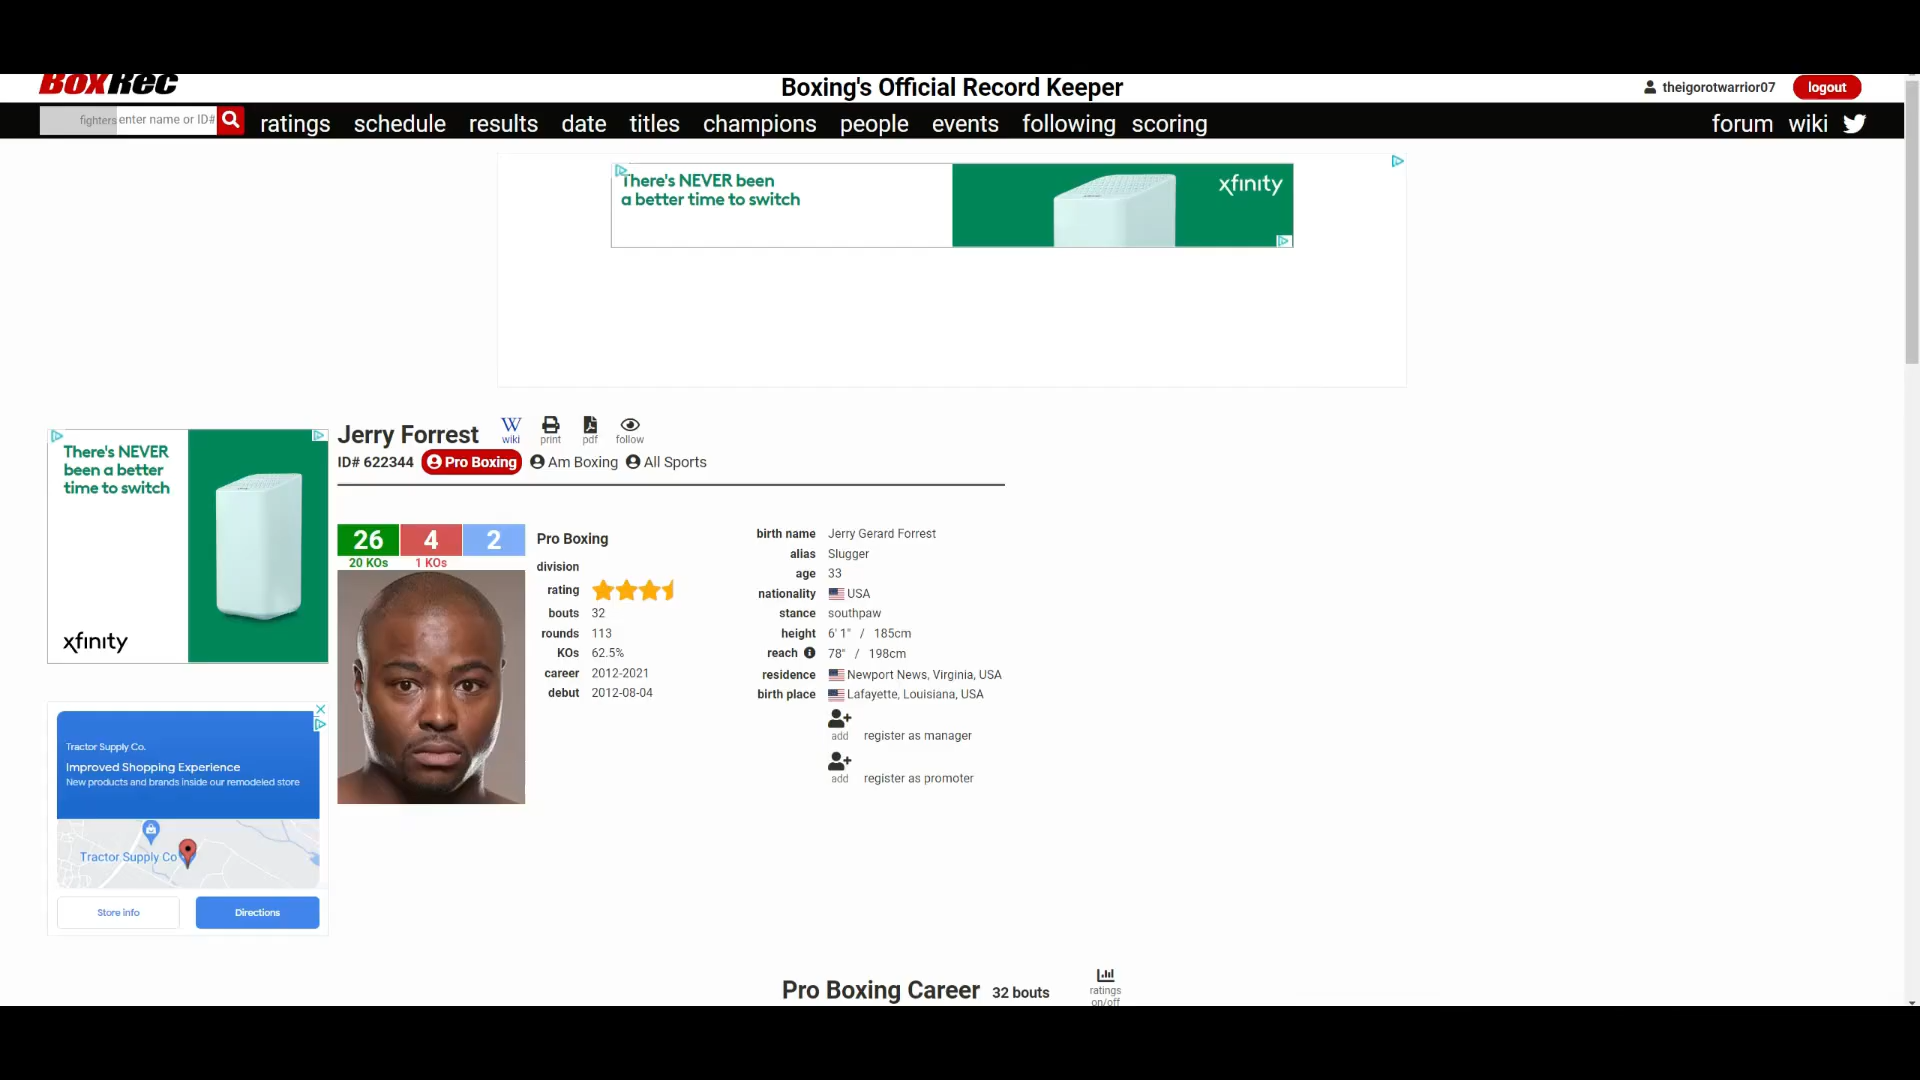 BoxRec
Boxing's Official Record Keeper
theigorotwarrior07
logout
fighters enter name or ID#
ratings schedule results date titles champions people events following scoring
forum wiki
There's NEVER been
a better time to switch
xfinity
There's NEVER
been a better
time to switch
xfinity
Jerry Forrest
wiki
print
pdf
follow
ID# 622344 Pro Boxing Am Boxing All Sports
26 4 2
20 KOs 1 KOs
Pro Boxing
division
rating
bouts 32
rounds 113
KOs 62.5%
career 2012-2021
debut 2012-08-04
birth name Jerry Gerard Forrest
alias Slugger
age 33
nationality USA
stance southpaw
height 6' 1" / 185cm
reach 78" / 198cm
residence Newport News, Virginia, USA
birth place Lafayette, Louisiana, USA
add register as manager
add register as promoter
Tractor Supply Co.
Improved Shopping Experience
New products and brands inside our remodeled store
Tractor Supply Co
Store info
Directions
Pro Boxing Career 32 bouts
ratings
on/off